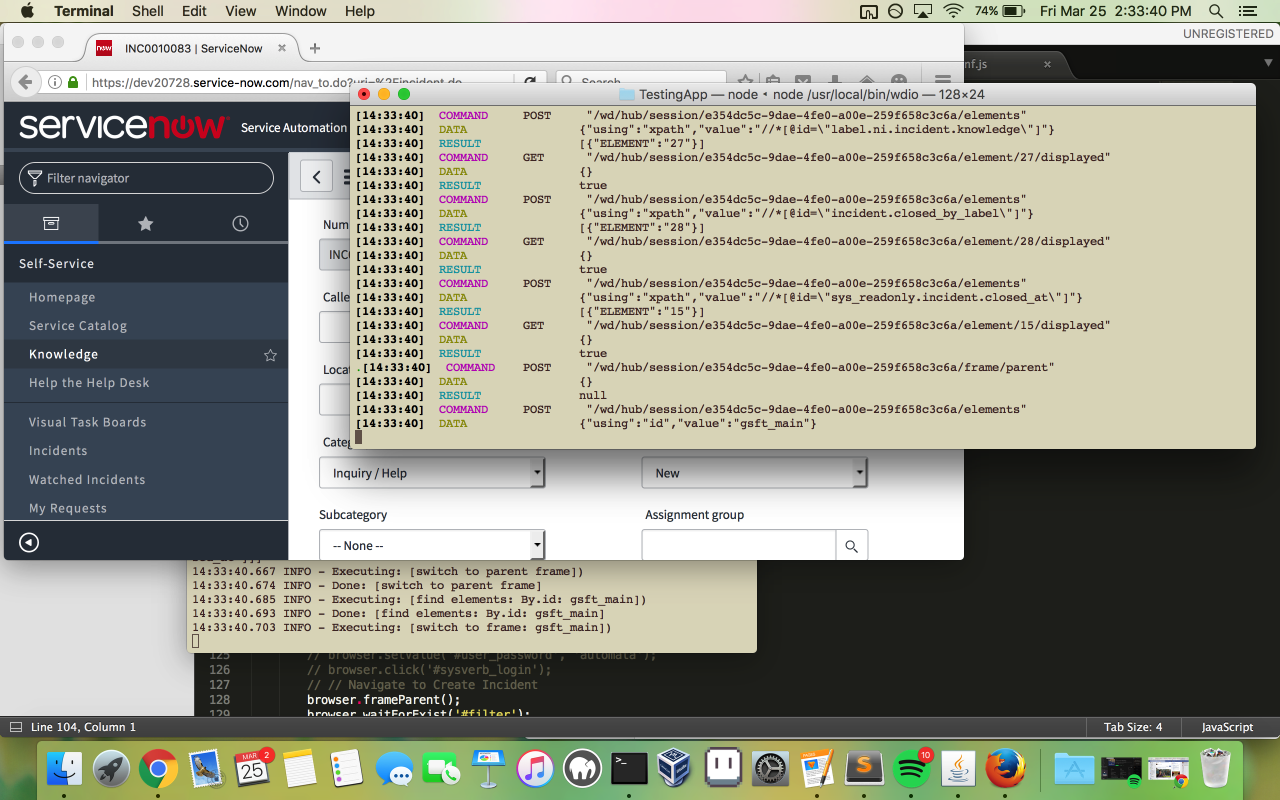 Terminal Shell Edit View Window Help 74% Fri Mar 25 2:33:40 PM
UNREGISTERED
now INC0010083 | ServiceNow
nf.js
https://dev20728.service-now.com/nav_to.do?uri=%2Fincident.do Search
TestingApp — node ◂ node /usr/local/bin/wdio — 128×24
servicenow Service Automation
Filter navigator
Self-Service
Homepage
Service Catalog
Knowledge
Help the Help Desk
Visual Task Boards
Incidents
Watched Incidents
My Requests
Num
INC
Calle
Locat
Categ
Inquiry / Help New
Subcategory Assignment group
-- None --
[14:33:40] COMMAND POST "/wd/hub/session/e354dc5c-9dae-4fe0-a00e-259f658c3c6a/elements"
[14:33:40] DATA {"using":"xpath","value":"//*[@id=\"label.ni.incident.knowledge\"]"}
[14:33:40] RESULT [{"ELEMENT":"27"}]
[14:33:40] COMMAND GET "/wd/hub/session/e354dc5c-9dae-4fe0-a00e-259f658c3c6a/element/27/displayed"
[14:33:40] DATA {}
[14:33:40] RESULT true
[14:33:40] COMMAND POST "/wd/hub/session/e354dc5c-9dae-4fe0-a00e-259f658c3c6a/elements"
[14:33:40] DATA {"using":"xpath","value":"//*[@id=\"incident.closed_by_label\"]"}
[14:33:40] RESULT [{"ELEMENT":"28"}]
[14:33:40] COMMAND GET "/wd/hub/session/e354dc5c-9dae-4fe0-a00e-259f658c3c6a/element/28/displayed"
[14:33:40] DATA {}
[14:33:40] RESULT true
[14:33:40] COMMAND POST "/wd/hub/session/e354dc5c-9dae-4fe0-a00e-259f658c3c6a/elements"
[14:33:40] DATA {"using":"xpath","value":"//*[@id=\"sys_readonly.incident.closed_at\"]"}
[14:33:40] RESULT [{"ELEMENT":"15"}]
[14:33:40] COMMAND GET "/wd/hub/session/e354dc5c-9dae-4fe0-a00e-259f658c3c6a/element/15/displayed"
[14:33:40] DATA {}
[14:33:40] RESULT true
.[14:33:40] COMMAND POST "/wd/hub/session/e354dc5c-9dae-4fe0-a00e-259f658c3c6a/frame/parent"
[14:33:40] DATA {}
[14:33:40] RESULT null
[14:33:40] COMMAND POST "/wd/hub/session/e354dc5c-9dae-4fe0-a00e-259f658c3c6a/elements"
[14:33:40] DATA {"using":"id","value":"gsft_main"}
14:33:40.667 INFO - Executing: [switch to parent frame])
14:33:40.674 INFO - Done: [switch to parent frame]
14:33:40.685 INFO - Executing: [find elements: By.id: gsft_main])
14:33:40.693 INFO - Done: [find elements: By.id: gsft_main]
14:33:40.703 INFO - Executing: [switch to frame: gsft_main])
125 // browser.setValue('#user_password', 'automata');
126 // browser.click('#sysverb_login');
127 // // Navigate to Create Incident
128 browser.frameParent();
129 browser.waitForExist('#filter');
Line 104, Column 1 Tab Size: 4 JavaScript
MAR 2
25
10